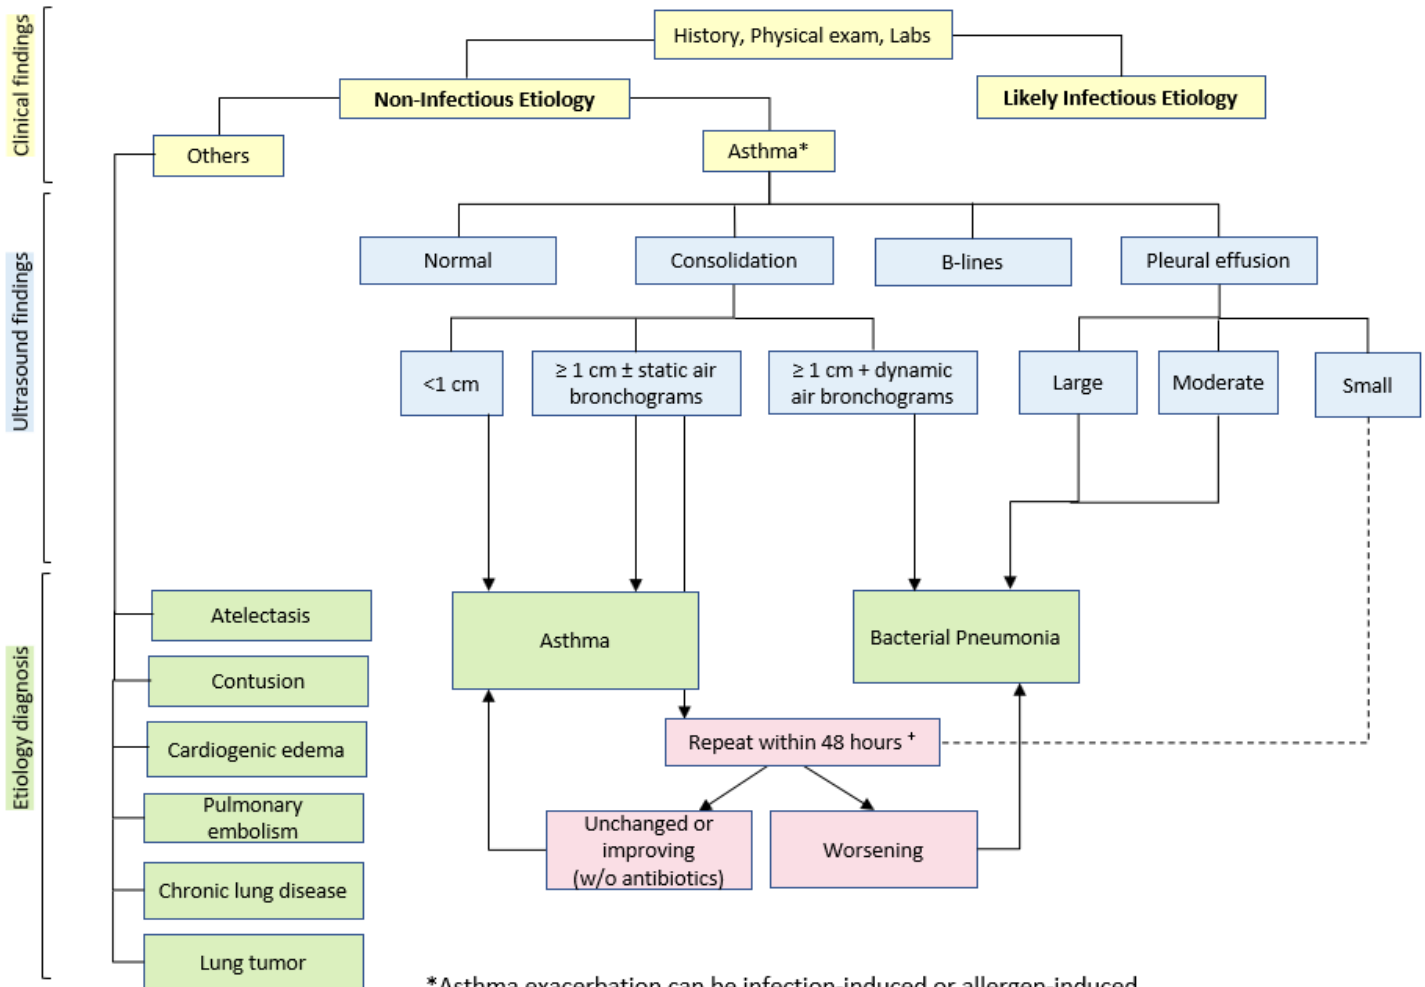 Clinical findings
History, Physical exam, Labs
Non-Infectious Etiology
Likely Infectious Etiology
Others
Asthma*
Ultrasound findings
Normal
Consolidation
B-lines
Pleural effusion
<1 cm
≥ 1 cm ± static air
bronchograms
≥ 1 cm + dynamic
air bronchograms
Large
Moderate
Small
Etiology diagnosis
Atelectasis
Contusion
Cardiogenic edema
Pulmonary
embolism
Chronic lung disease
Lung tumor
Asthma
Bacterial Pneumonia
Repeat within 48 hours +
Unchanged or
improving
(w/o antibiotics)
Worsening
*Asthma exacerbation can be infection-induced or allergen-induced